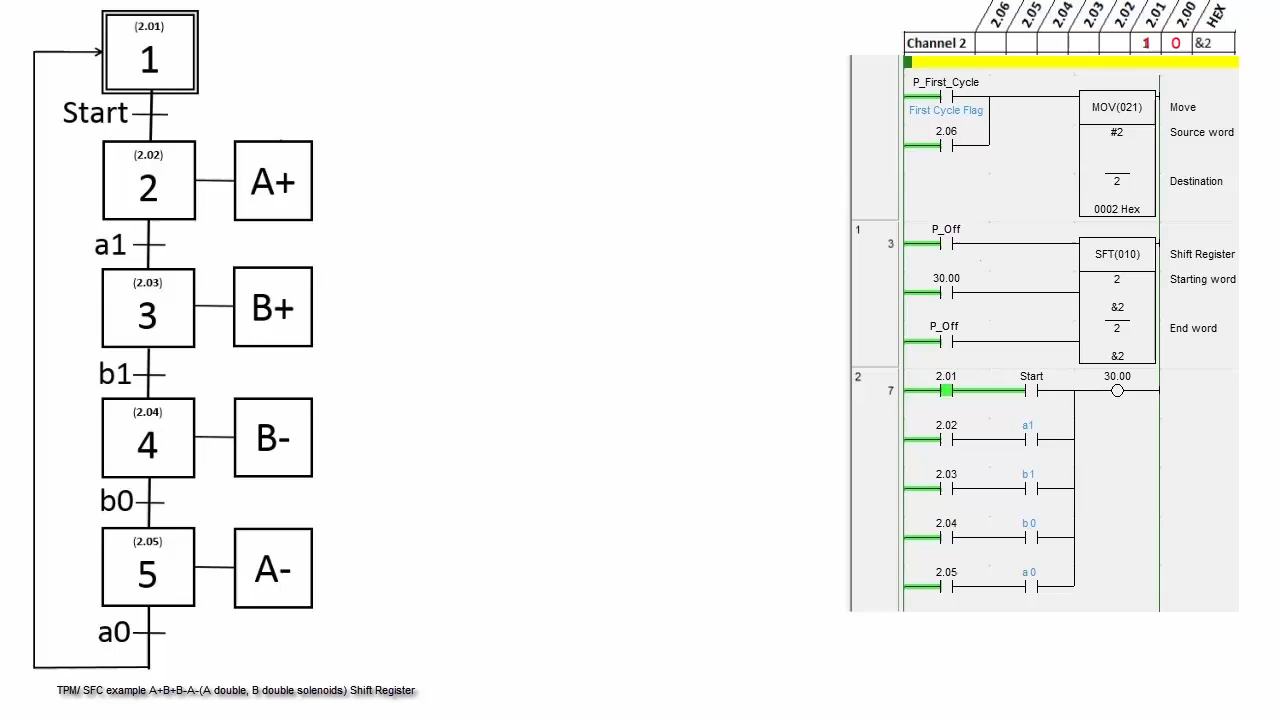 (2.01)
1
Start
(2.02)
2
A+
a1
(2.03)
3
B+
b1
(2.04)
4
B-
b0
(2.05)
5
A-
a0
TPM/ SFC example A+B+B-A-(A double, B double solenoids) Shift Register
2.06 2.05 2.04 2.03 2.02 2.01 2.00 HEX
Channel 2 1 0 &2
P_First_Cycle
First Cycle Flag
2.06
MOV(021) Move
#2 Source word
2 Destination
0002 Hex
1
3
P_Off
SFT(010) Shift Register
30.00
2 Starting word
&2
P_Off
2 End word
&2
2
7
2.01 Start 30.00
2.02 a1
2.03 b1
2.04 b0
2.05 a0